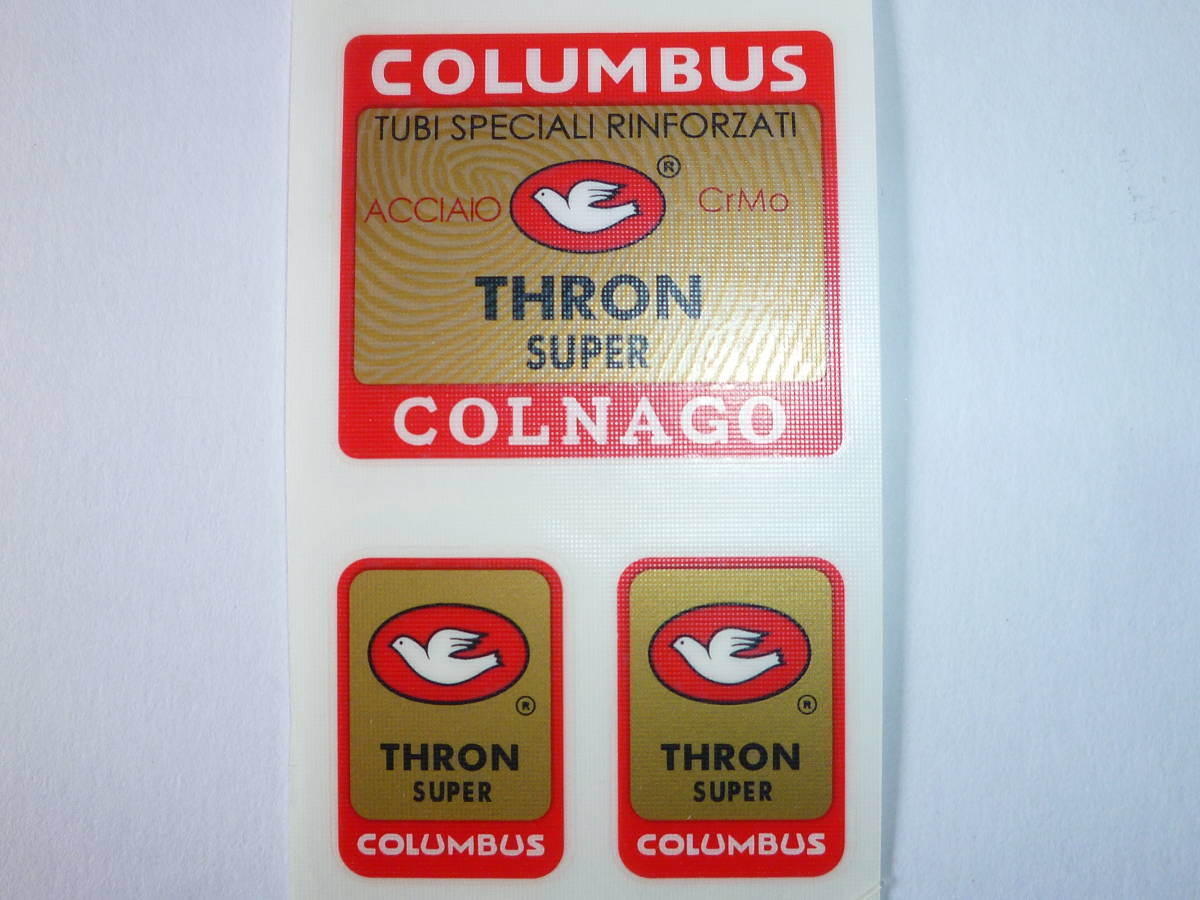 COLUMBUS
TUBI SPECIALI RINFORZATI
®
ACCIAIO CrMo
THRON
SUPER
COLNAGO
®
THRON
SUPER
COLUMBUS
®
THRON
SUPER
COLUMBUS